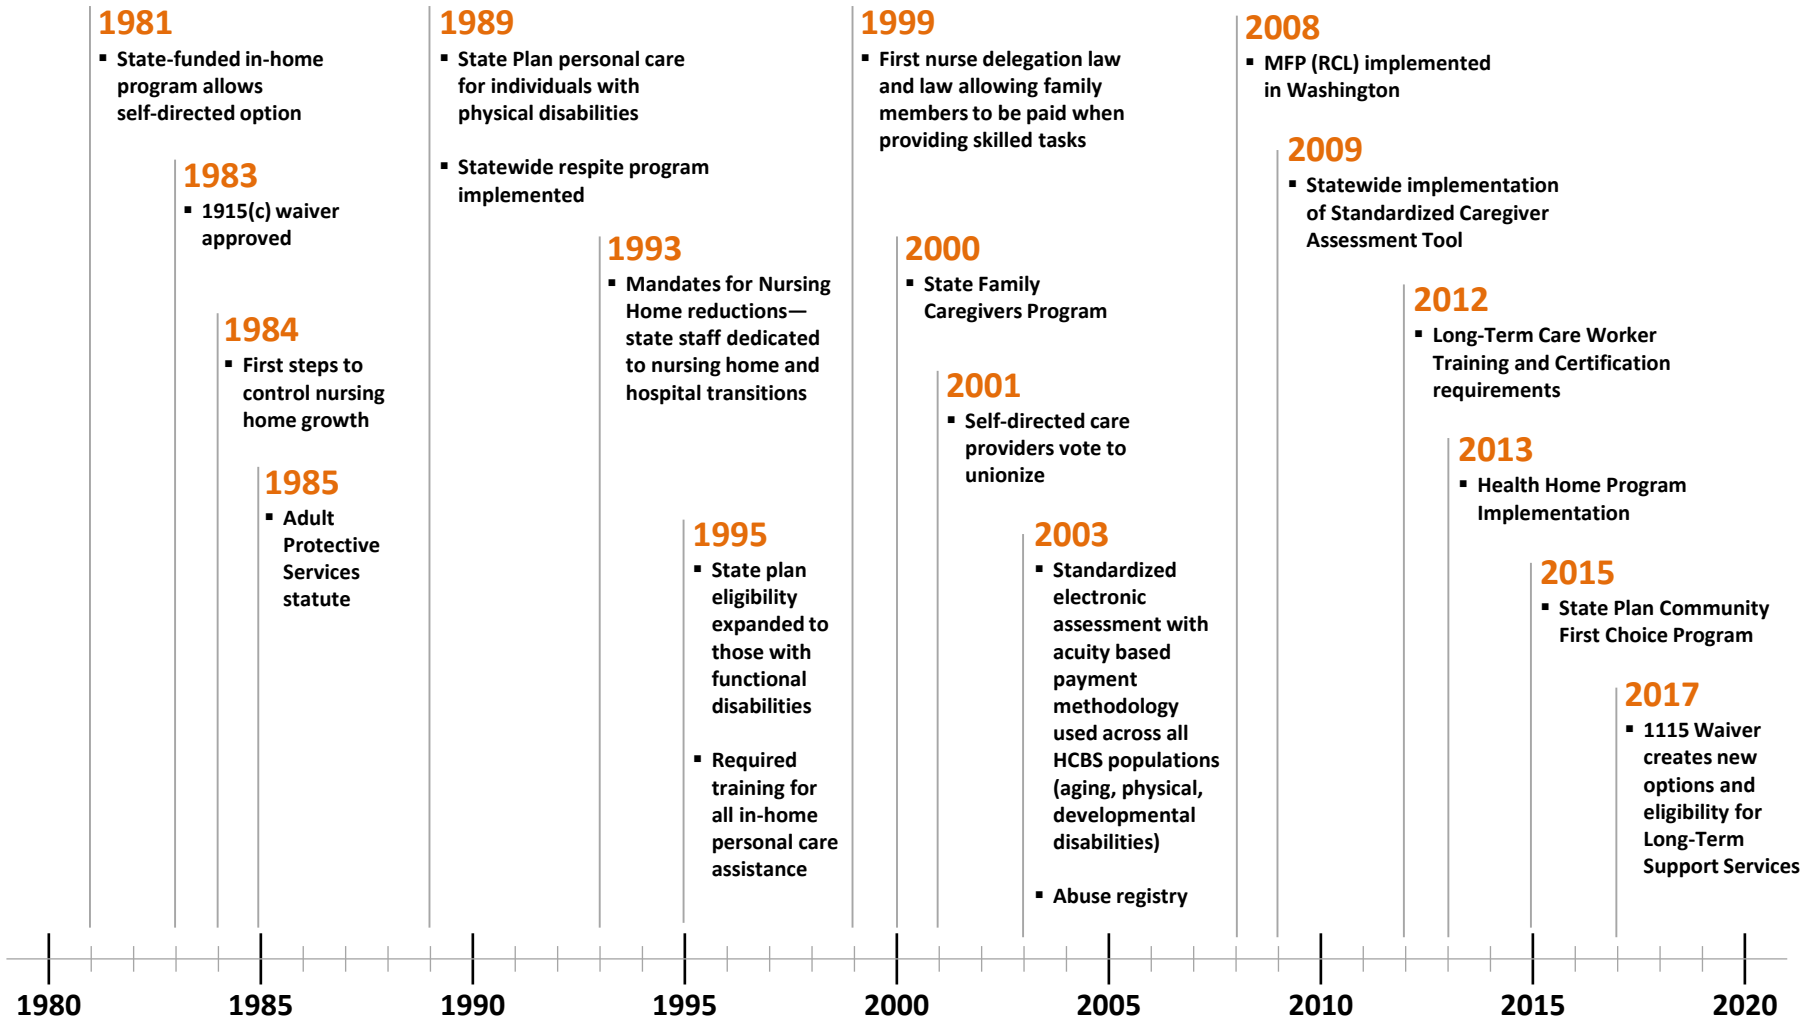 1981
▪ State-funded in-home
program allows
self-directed option
1983
▪ 1915(c) waiver
approved
1984
▪ First steps to
control nursing
home growth
1985
▪ Adult
Protective
Services
statute
1989
▪ State Plan personal care
for individuals with
physical disabilities
▪ Statewide respite program
implemented
1993
▪ Mandates for Nursing
Home reductions—
state staff dedicated
to nursing home and
hospital transitions
1995
▪ State plan
eligibility
expanded to
those with
functional
disabilities
▪ Required
training for
all in-home
personal care
assistance
1999
▪ First nurse delegation law
and law allowing family
members to be paid when
providing skilled tasks
2000
▪ State Family
Caregivers Program
2001
▪ Self-directed care
providers vote to
unionize
2003
▪ Standardized
electronic
assessment with
acuity based
payment
methodology
used across all
HCBS populations
(aging, physical,
developmental
disabilities)
▪ Abuse registry
2008
▪ MFP (RCL) implemented
in Washington
2009
▪ Statewide implementation
of Standardized Caregiver
Assessment Tool
2012
▪ Long-Term Care Worker
Training and Certification
requirements
2013
▪ Health Home Program
Implementation
2015
▪ State Plan Community
First Choice Program
2017
▪ 1115 Waiver
creates new
options and
eligibility for
Long-Term
Support Services
1980 1985 1990 1995 2000 2005 2010 2015 2020